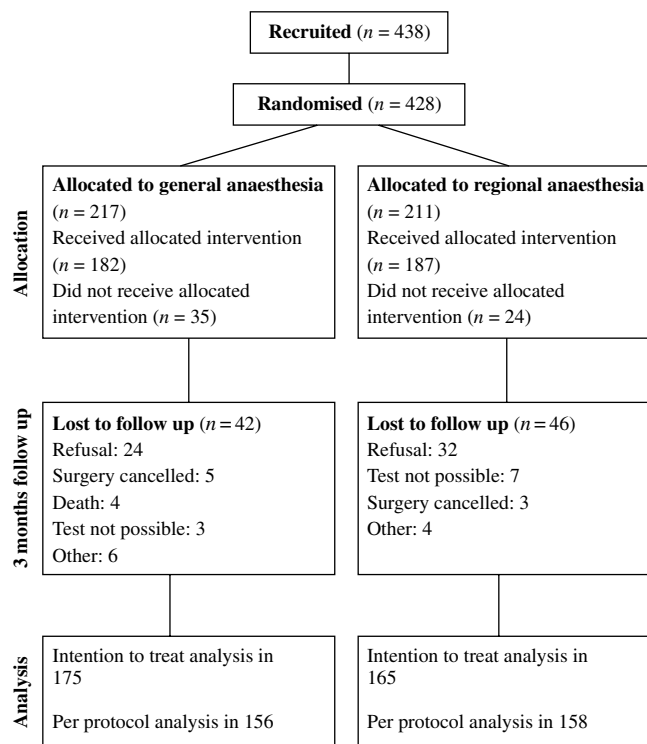 Recruited (n = 438)
Randomised (n = 428)
Allocation
Allocated to general anaesthesia
(n = 217)
Received allocated intervention
(n = 182)
Did not receive allocated
intervention (n = 35)
Allocated to regional anaesthesia
(n = 211)
Received allocated intervention
(n = 187)
Did not receive allocated
intervention (n = 24)
3 months follow up
Lost to follow up (n = 42)
Refusal: 24
Surgery cancelled: 5
Death: 4
Test not possible: 3
Other: 6
Lost to follow up (n = 46)
Refusal: 32
Test not possible: 7
Surgery cancelled: 3
Other: 4
Analysis
Intention to treat analysis in
175
Per protocol analysis in 156
Intention to treat analysis in
165
Per protocol analysis in 158